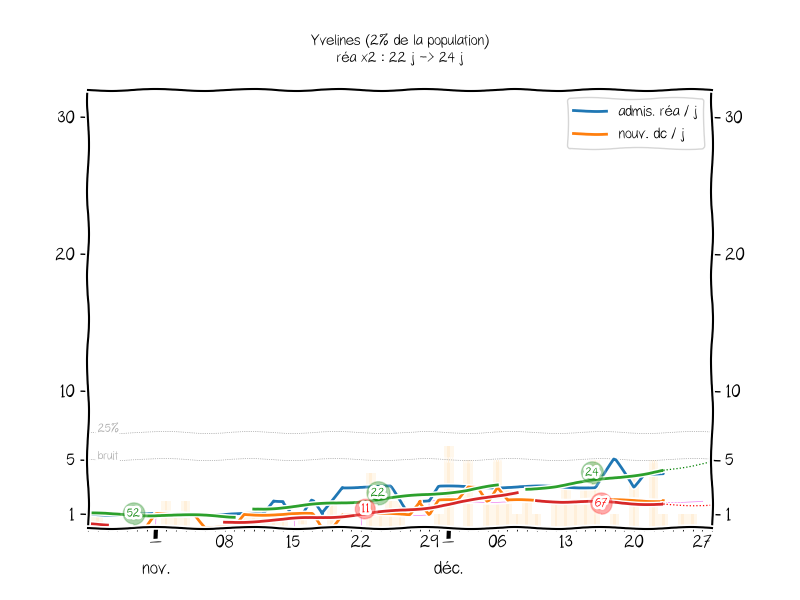 Yvelines (2% de la population)
réa x2 : 22 j -> 24 j
admis. réa / j
nouv. dc / j
30
30
20
20
10
10
25%
5
bruit
5
24
22
67
11
52
1
1
08 15 22 29 06 13 20 27
nov. déc.